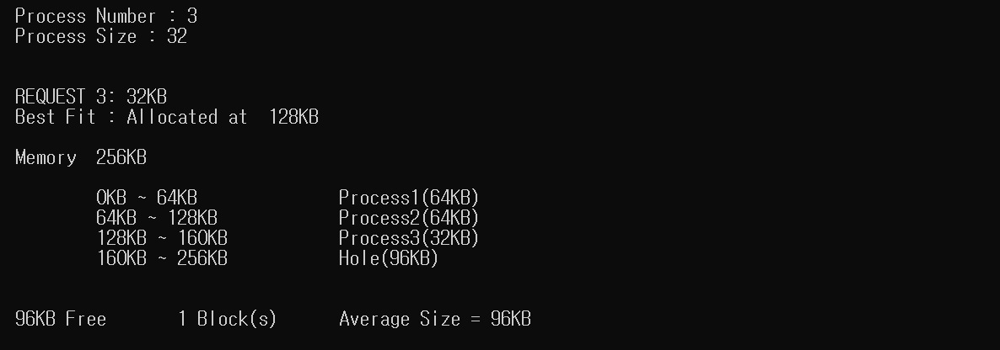 Process Number : 3
Process Size : 32
REQUEST 3: 32KB
Best Fit : Allocated at  128KB
Memory  256KB
0KB ~ 64KB Process1(64KB)
64KB ~ 128KB Process2(64KB)
128KB ~ 160KB Process3(32KB)
160KB ~ 256KB Hole(96KB)
96KB Free 1 Block(s) Average Size = 96KB